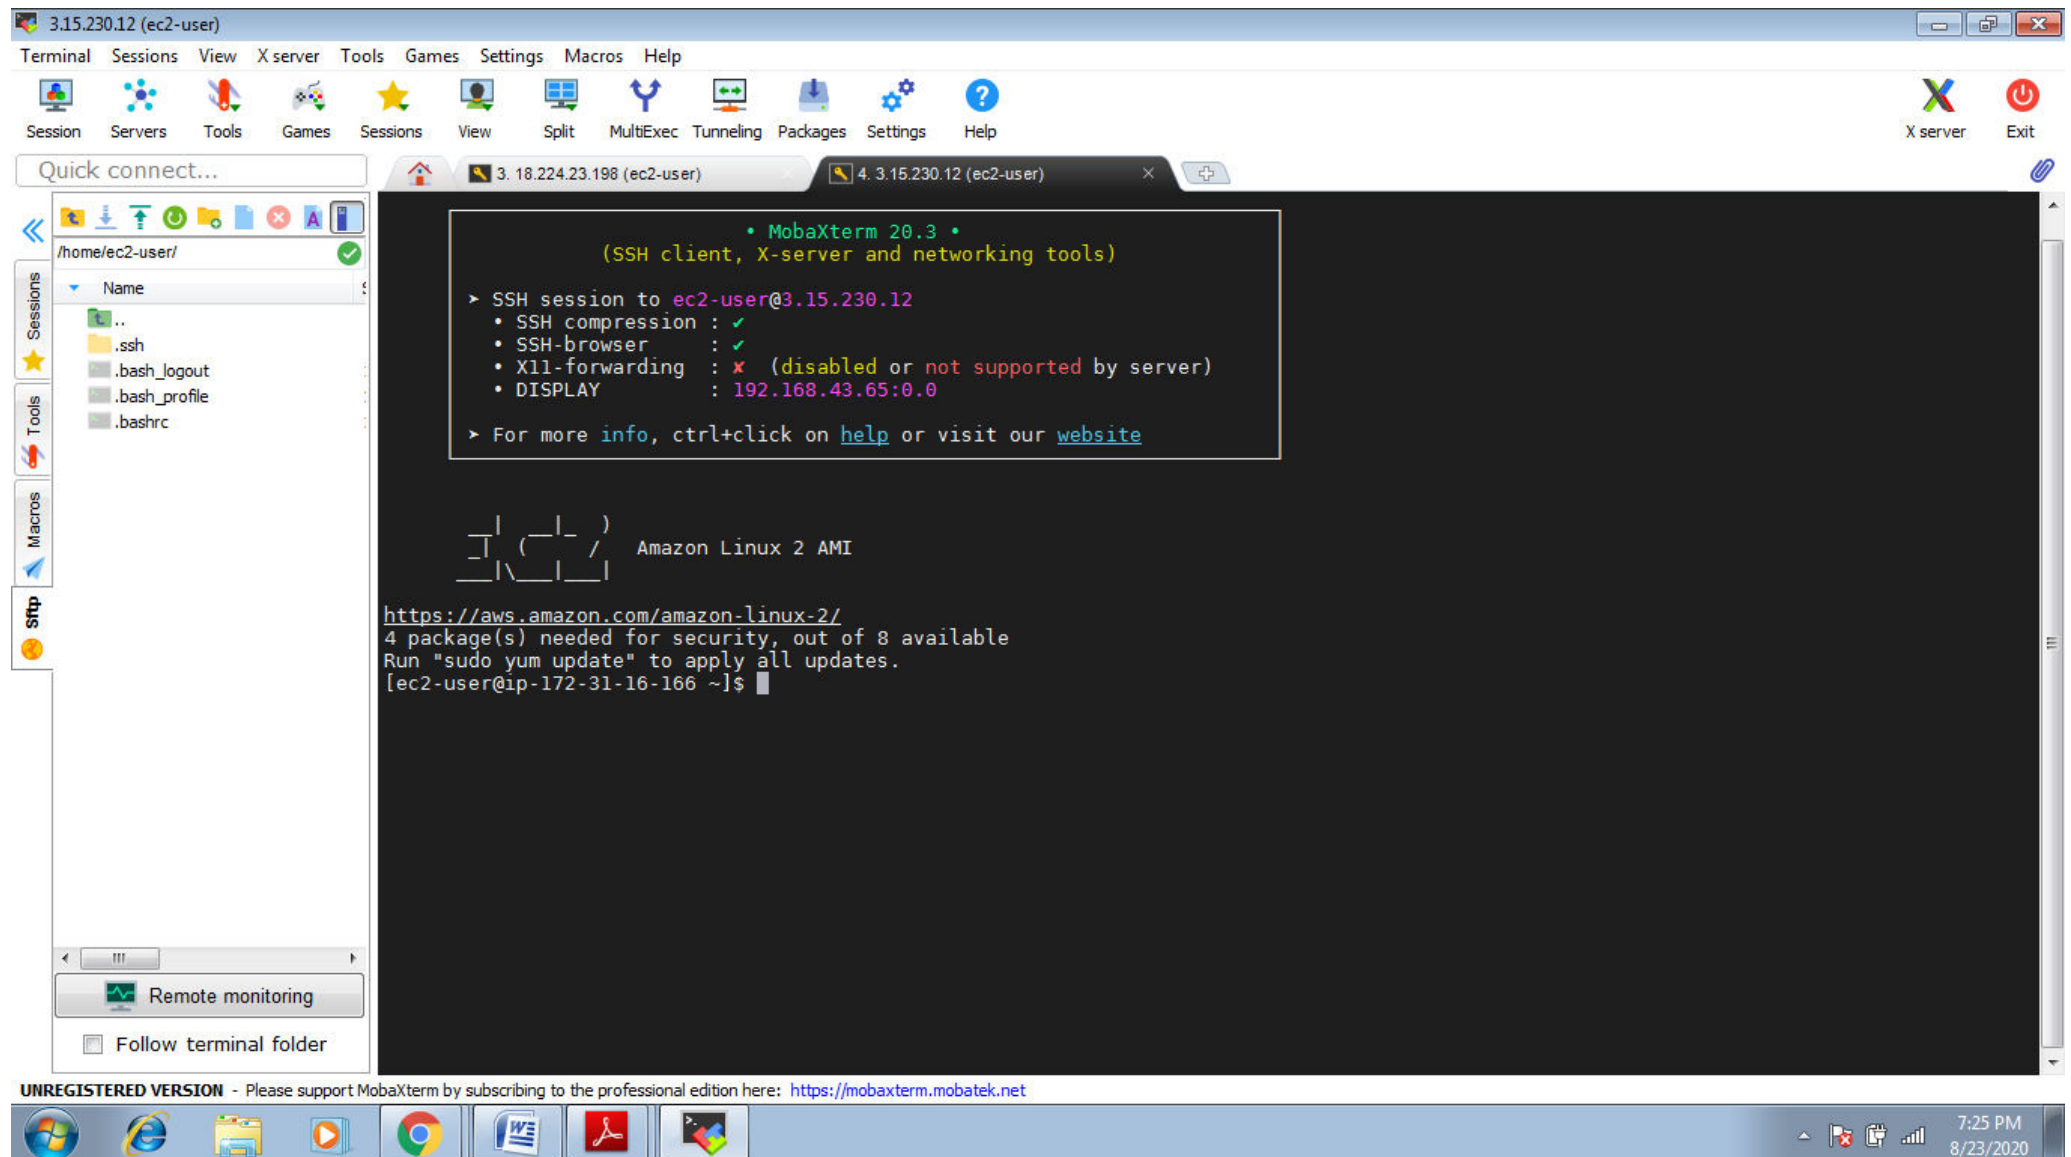 3.15.230.12 (ec2-user)
Terminal Sessions View X server Tools Games Settings Macros Help
Session Servers Tools Games Sessions View Split MultiExec Tunneling Packages Settings Help X server Exit
Quick connect...
3. 18.224.23.198 (ec2-user)
4. 3.15.230.12 (ec2-user)
/home/ec2-user/
Name
..
.ssh
.bash_logout
.bash_profile
.bashrc
Sessions
Tools
Macros
Sftp
• MobaXterm 20.3 •
(SSH client, X-server and networking tools)
➤ SSH session to ec2-user@3.15.230.12
• SSH compression : ✔
• SSH-browser : ✔
• X11-forwarding : ✘ (disabled or not supported by server)
• DISPLAY : 192.168.43.65:0.0
➤ For more info, ctrl+click on help or visit our website
__| __|_ )
_| ( / Amazon Linux 2 AMI
___|\___|___|
https://aws.amazon.com/amazon-linux-2/
4 package(s) needed for security, out of 8 available
Run "sudo yum update" to apply all updates.
[ec2-user@ip-172-31-16-166 ~]$
Remote monitoring
Follow terminal folder
UNREGISTERED VERSION - Please support MobaXterm by subscribing to the professional edition here: https://mobaxterm.mobatek.net
7:25 PM
8/23/2020